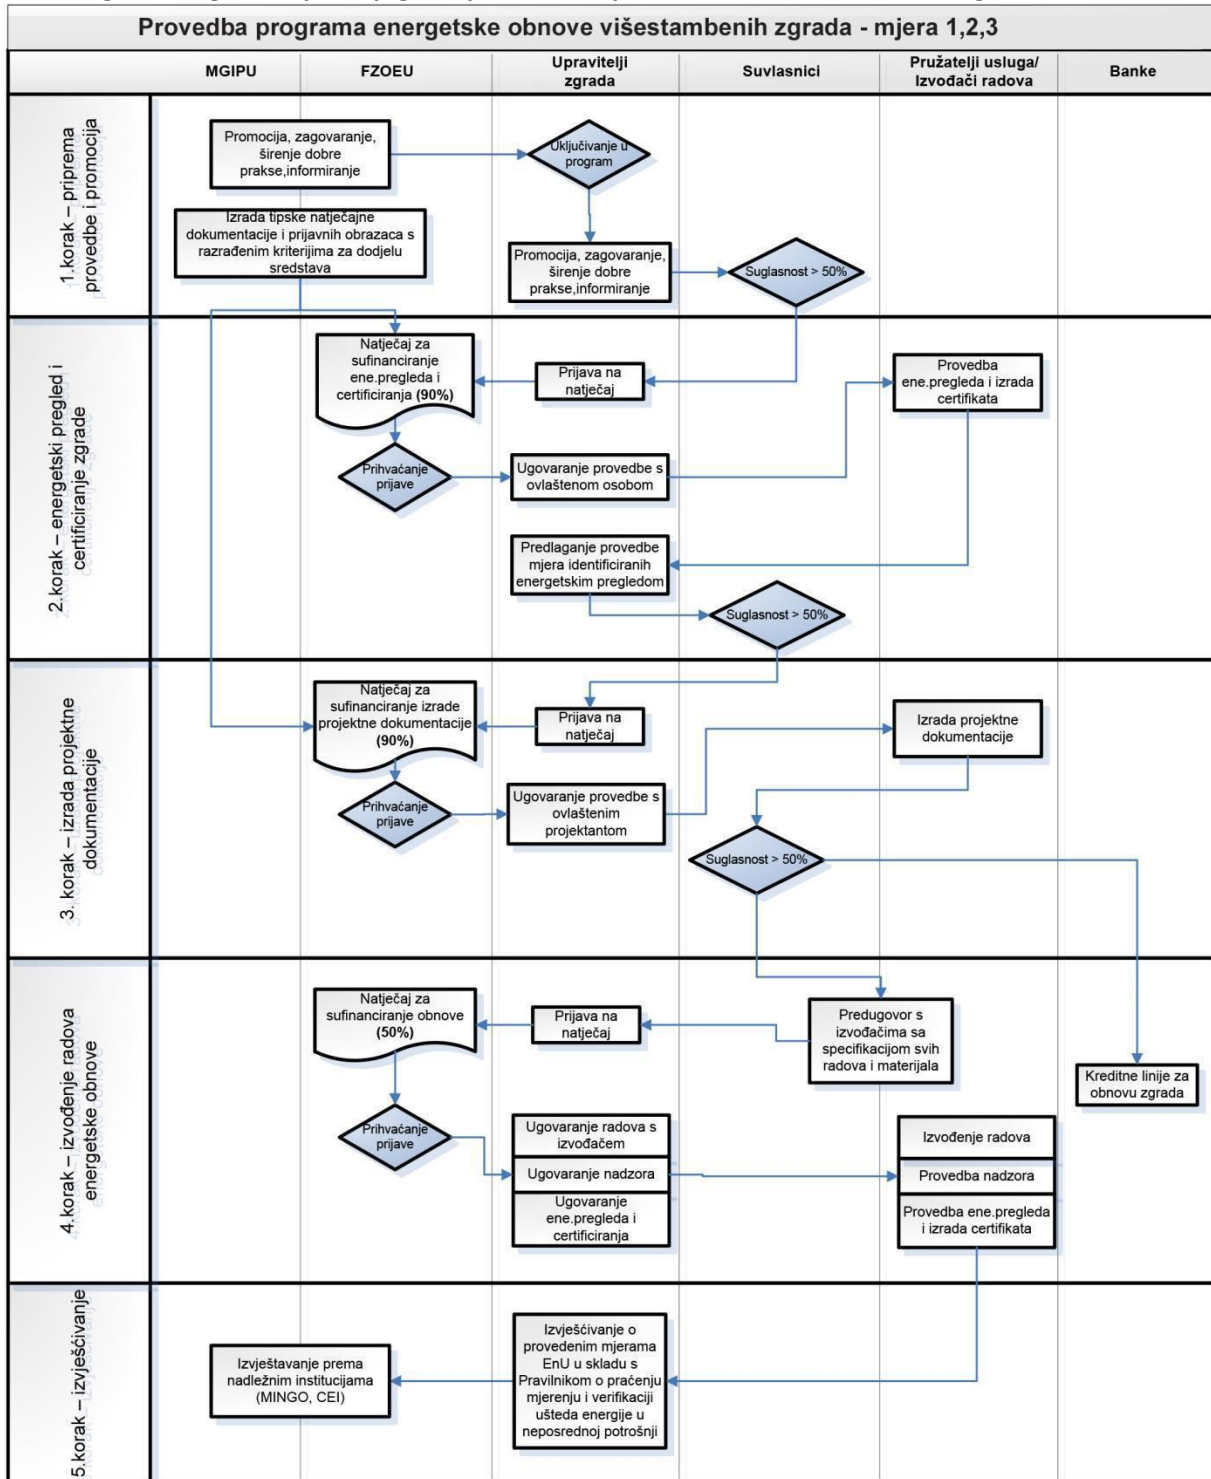 Provedba programa energetske obnove višestambenih zgrada - mjera 1,2,3
MGIPU
FZOEU
Upravitelji
zgrada
Suvlasnici
Pružatelji usluga/
Izvođači radova
Banke
1.korak – priprema
provedbe i promocija
Promocija, zagovaranje,
širenje dobre
prakse,informiranje
Uključivanje u
program
Izrada tipske natječajne
dokumentacije i prijavnih obrazaca s
razrađenim kriterijima za dodjelu
sredstava
Promocija, zagovaranje,
širenje dobre
prakse,informiranje
Suglasnost > 50%
2.korak – energetski pregled i
certificiranje zgrade
Natječaj za
sufinanciranje
ene.pregleda i
certificiranja (90%)
Prijava na
natječaj
Provedba
ene.pregleda i izrada
certifikata
Prihvaćanje
prijave
Ugovaranje provedbe s
ovlaštenom osobom
Predlaganje provedbe
mjera identificiranih
energetskim pregledom
Suglasnost > 50%
3. korak – izrada projektne
dokumentacije
Natječaj za
sufinanciranje izrade
projektne dokumentacije
(90%)
Prijava na
natječaj
Izrada projektne
dokumentacije
Prihvaćanje
prijave
Ugovaranje provedbe s
ovlaštenim
projektantom
Suglasnost > 50%
4.korak – izvođenje radova
energetske obnove
Natječaj za
sufinanciranje obnove
(50%)
Prijava na
natječaj
Predugovor s
izvođačima sa
specifikacijom svih
radova i materijala
Kreditne linije za
obnovu zgrada
Prihvaćanje
prijave
Ugovaranje radova s
izvođačem
Ugovaranje nadzora
Ugovaranje
ene.pregleda i
certificiranja
Izvođenje radova
Provedba nadzora
Provedba ene.pregleda
i izrada certifikata
5.korak – izvješćivanje
Izvještavanje prema
nadležnim institucijama
(MINGO, CEI)
Izvješćivanje o
provedenim mjerama
EnU u skladu s
Pravilnikom o praćenju
mjerenju i verifikaciji
ušteda energije u
neposrednoj potrošnji